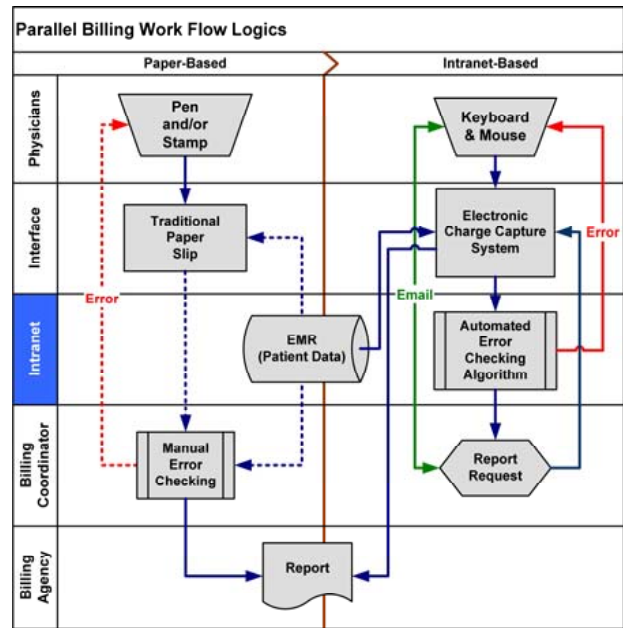 Parallel Billing Work Flow Logics
Paper-Based
Intranet-Based
Physicians
Pen
and/or
Stamp
Keyboard
& Mouse
Interface
Traditional
Paper
Slip
Electronic
Charge Capture
System
Error
Error
Email
Intranet
EMR
(Patient Data)
Automated
Error
Checking
Algorithm
Billing
Coordinator
Manual
Error
Checking
Report
Request
Billing
Agency
Report